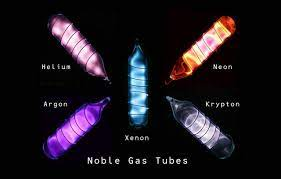 Helium
Neon
Argon
Krypton
Xenon
Noble Gas Tubes